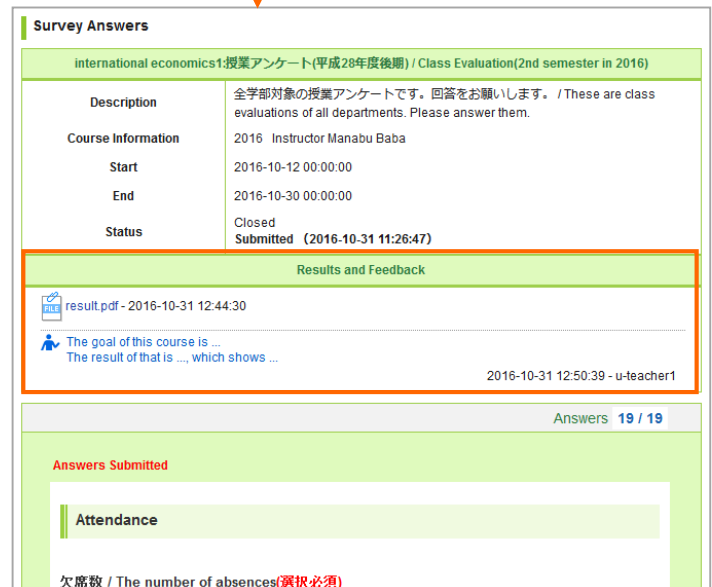 Survey Answers
international economics1:授業アンケート(平成28年度後期) / Class Evaluation(2nd semester in 2016)
Description
全学部対象の授業アンケートです。回答をお願いします。 / These are class
evaluations of all departments. Please answer them.
Course Information
2016 Instructor Manabu Baba
Start
2016-10-12 00:00:00
End
2016-10-30 00:00:00
Status
Closed
Submitted （2016-10-31 11:26:47）
Results and Feedback
FILE result.pdf - 2016-10-31 12:44:30
The goal of this course is ...
The result of that is ..., which shows ...
2016-10-31 12:50:39 - u-teacher1
Answers 19 / 19
Answers Submitted
Attendance
欠席数 / The number of absences(選択必須)